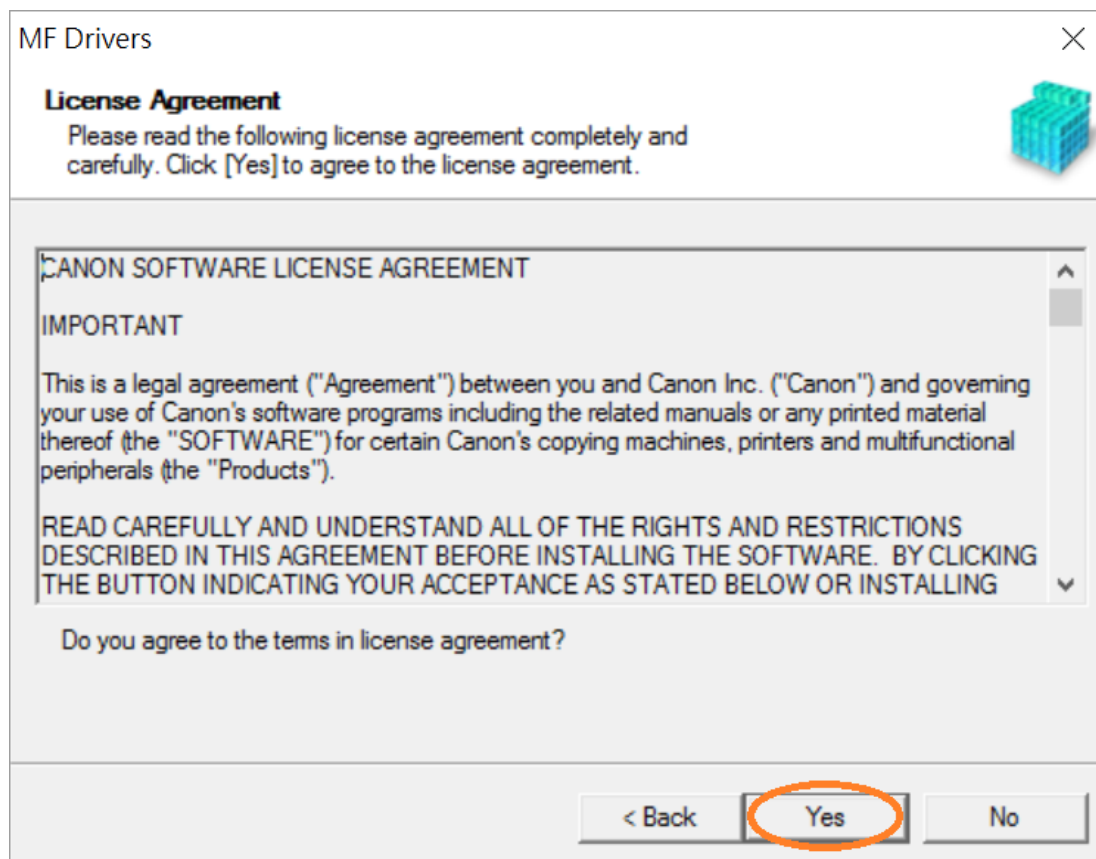 MF Drivers
License Agreement
Please read the following license agreement completely and
carefully. Click [Yes] to agree to the license agreement.
CANON SOFTWARE LICENSE AGREEMENT
IMPORTANT
This is a legal agreement ("Agreement") between you and Canon Inc. ("Canon") and governing
your use of Canon's software programs including the related manuals or any printed material
thereof (the "SOFTWARE") for certain Canon's copying machines, printers and multifunctional
peripherals (the "Products").
READ CAREFULLY AND UNDERSTAND ALL OF THE RIGHTS AND RESTRICTIONS
DESCRIBED IN THIS AGREEMENT BEFORE INSTALLING THE SOFTWARE.  BY CLICKING
THE BUTTON INDICATING YOUR ACCEPTANCE AS STATED BELOW OR INSTALLING
Do you agree to the terms in license agreement?
< Back
Yes
No